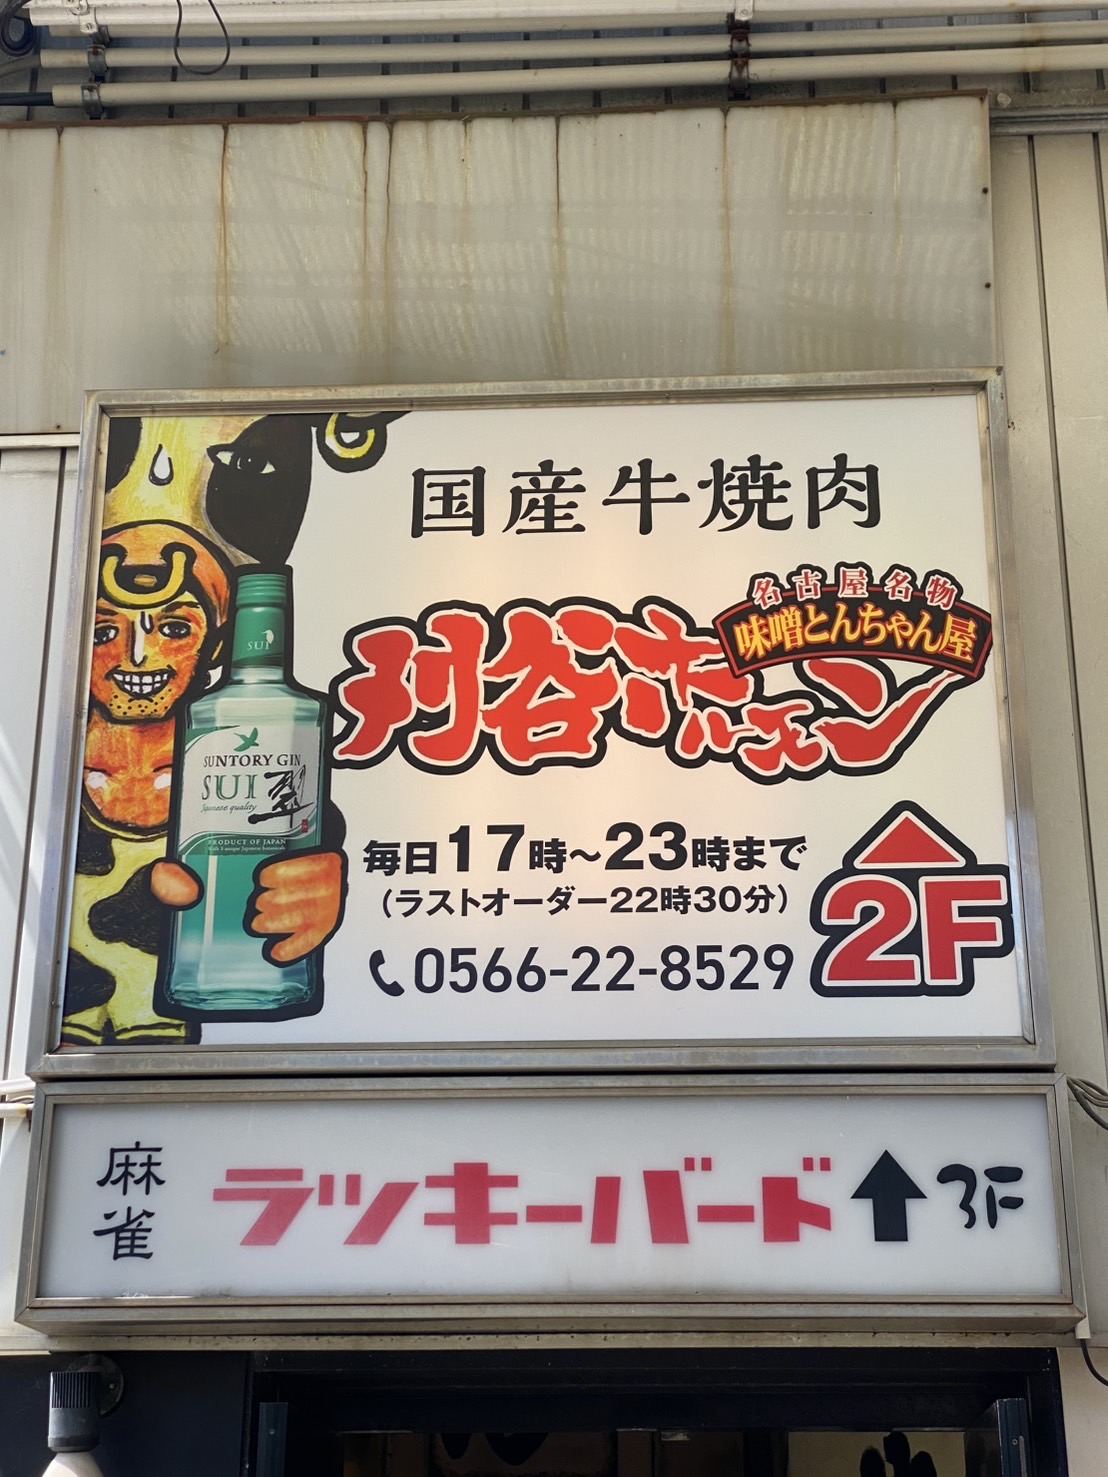 国産牛焼肉
名古屋名物
味噌とんちゃん屋
刈谷ホルモン
SUI
SUNTORY GIN
SUI 翠
Japanese quality
PRODUCT OF JAPAN
毎日17時～23時まで
(ラストオーダー22時30分)
0566-22-8529
2F
麻雀
ラッキーバード
3F